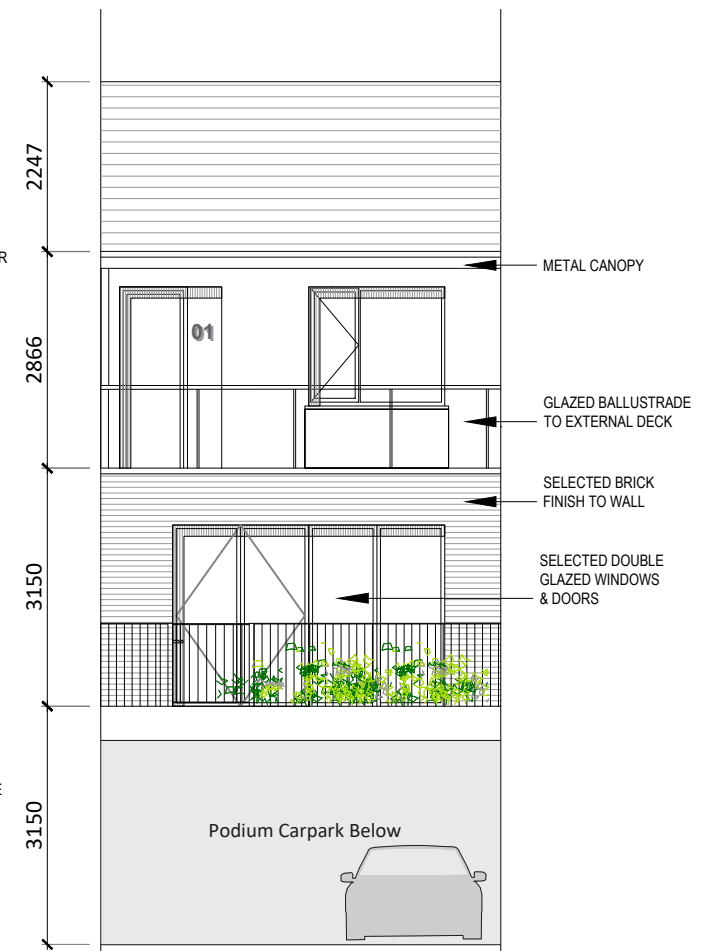 2247
R
METAL CANOPY
01
2866
GLAZED BALLUSTRADE
TO EXTERNAL DECK
SELECTED BRICK
FINISH TO WALL
3150
SELECTED DOUBLE
GLAZED WINDOWS
& DOORS
E
3150
Podium Carpark Below